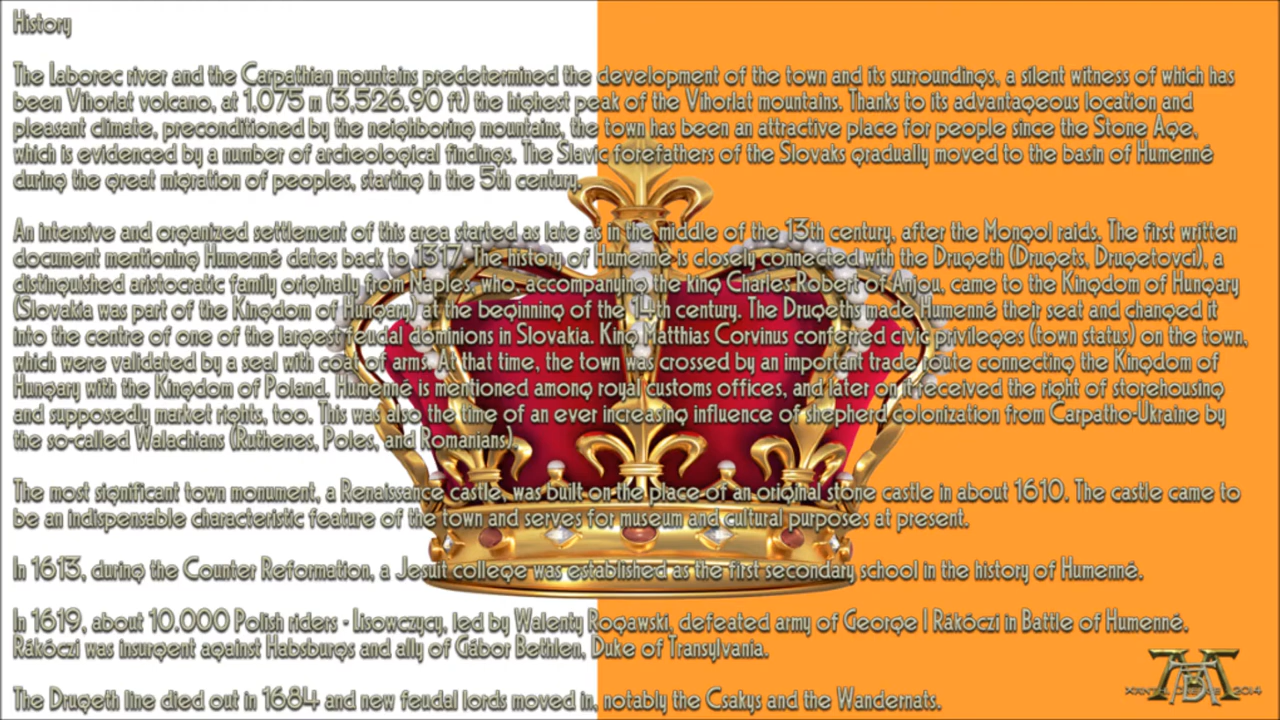 History
The Laborec river and the Carpathian mountains predetermined the development of the town and its surroundings, a silent witness of which has
been Vihorlat volcano, at 1,075 m (3,526.90 ft) the highest peak of the Vihorlat mountains. Thanks to its advantageous location and
pleasant climate, preconditioned by the neighboring mountains, the town has been an attractive place for people since the Stone Age,
which is evidenced by a number of archeological findings. The Slavic forefathers of the Slovaks gradually moved to the basin of Humenné
during the great migration of peoples, starting in the 5th century.
An intensive and organized settlement of this area started as late as in the middle of the 13th century, after the Mongol raids. The first written
document mentioning Humenné dates back to 1317. The history of Humenné is closely connected with the Drugeth (Drugets, Drugetovci), a
distinguished aristocratic family originally from Naples, who, accompanying the king Charles Robert of Anjou, came to the Kingdom of Hungary
(Slovakia was part of the Kingdom of Hungary) at the beginning of the 14th century. The Drugeths made Humenné their seat and changed it
into the centre of one of the largest feudal dominions in Slovakia. King Matthias Corvinus conferred civic privileges (town status) on the town,
which were validated by a seal with coat of arms. At that time, the town was crossed by an important trade route connecting the Kingdom of
Hungary with the Kingdom of Poland. Humenné is mentioned among royal customs offices, and later on it received the right of storehousing
and supposedly market rights, too. This was also the time of an ever increasing influence of shepherd colonization from Carpatho-Ukraine by
the so-called Walachians (Ruthenes, Poles, and Romanians).
The most significant town monument, a Renaissance castle, was built on the place of an original stone castle in about 1610. The castle came to
be an indispensable characteristic feature of the town and serves for museum and cultural purposes at present.
In 1613, during the Counter Reformation, a Jesuit college was established as the first secondary school in the history of Humenné.
In 1619, about 10.000 Polish riders - Lisowczycy, led by Walenty Rogawski, defeated army of George I Rákóczi in Battle of Humenné.
Rákóczi was insurgent against Habsburgs and ally of Gábor Bethlen, Duke of Transylvania.
The Drugeth line died out in 1684 and new feudal lords moved in, notably the Csakys and the Wandernats.
2014